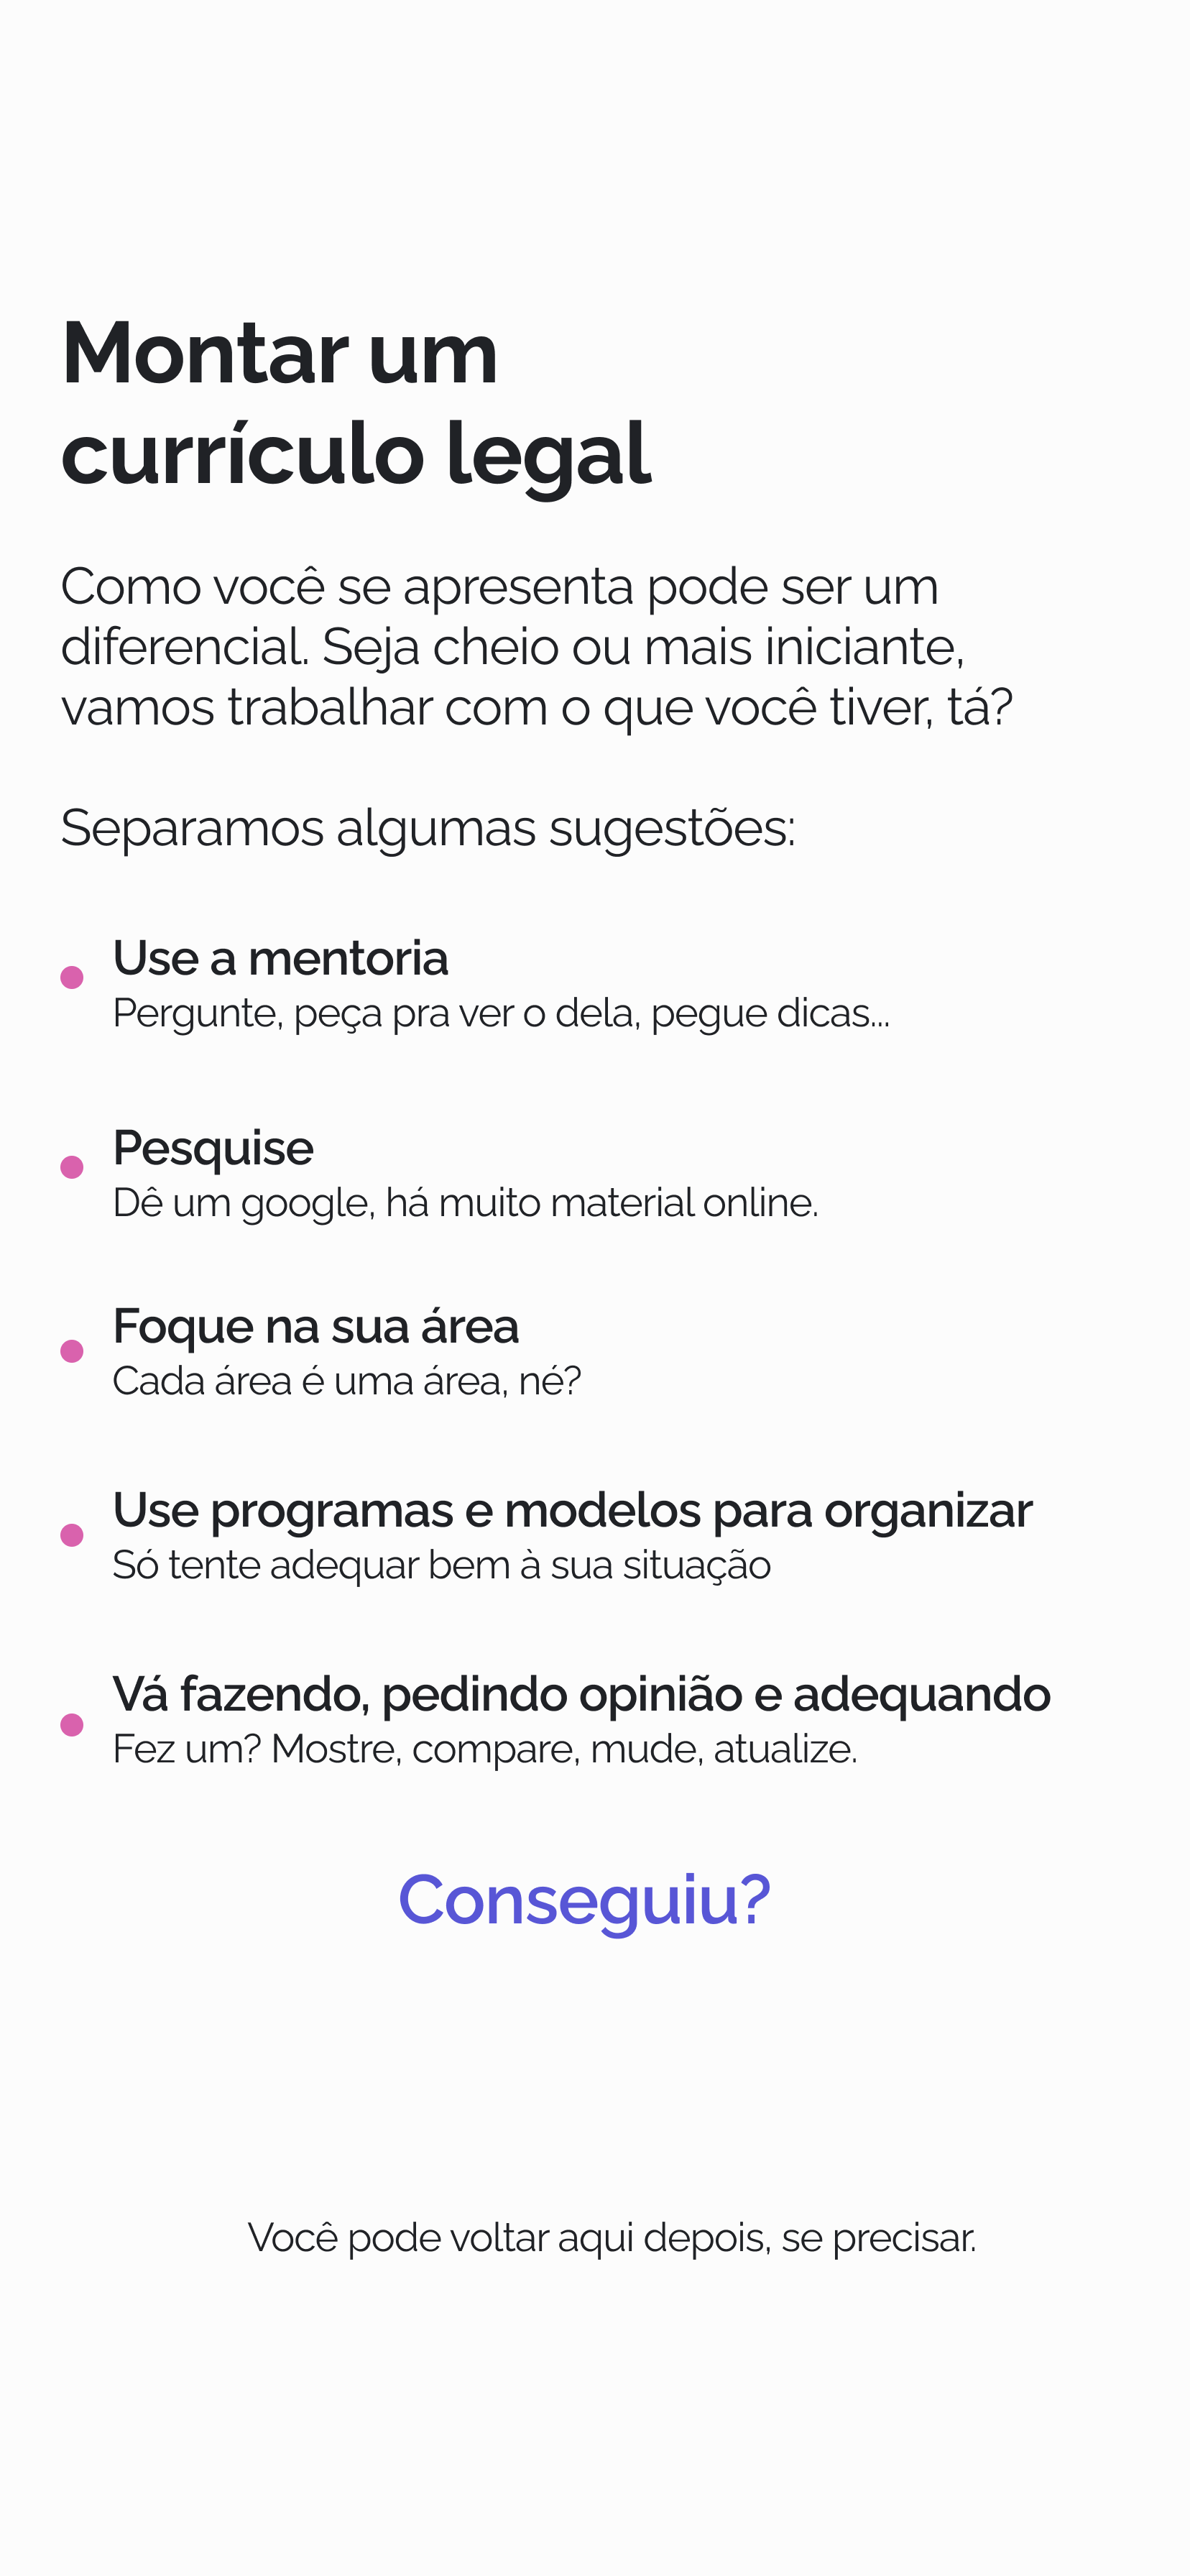 Montar um
currículo legal
Como você se apresenta pode ser um
diferencial. Seja cheio ou mais iniciante,
vamos trabalhar com o que você tiver, tá?
Separamos algumas sugestões:
Use a mentoria
Pergunte, peça pra ver o dela, pegue dicas...
Pesquise
Dê um google, há muito material online.
Foque na sua área
Cada área é uma área, né?
Use programas e modelos para organizar
Só tente adequar bem à sua situação
Vá fazendo, pedindo opinião e adequando
Fez um? Mostre, compare, mude, atualize.
Conseguiu?
Você pode voltar aqui depois, se precisar.